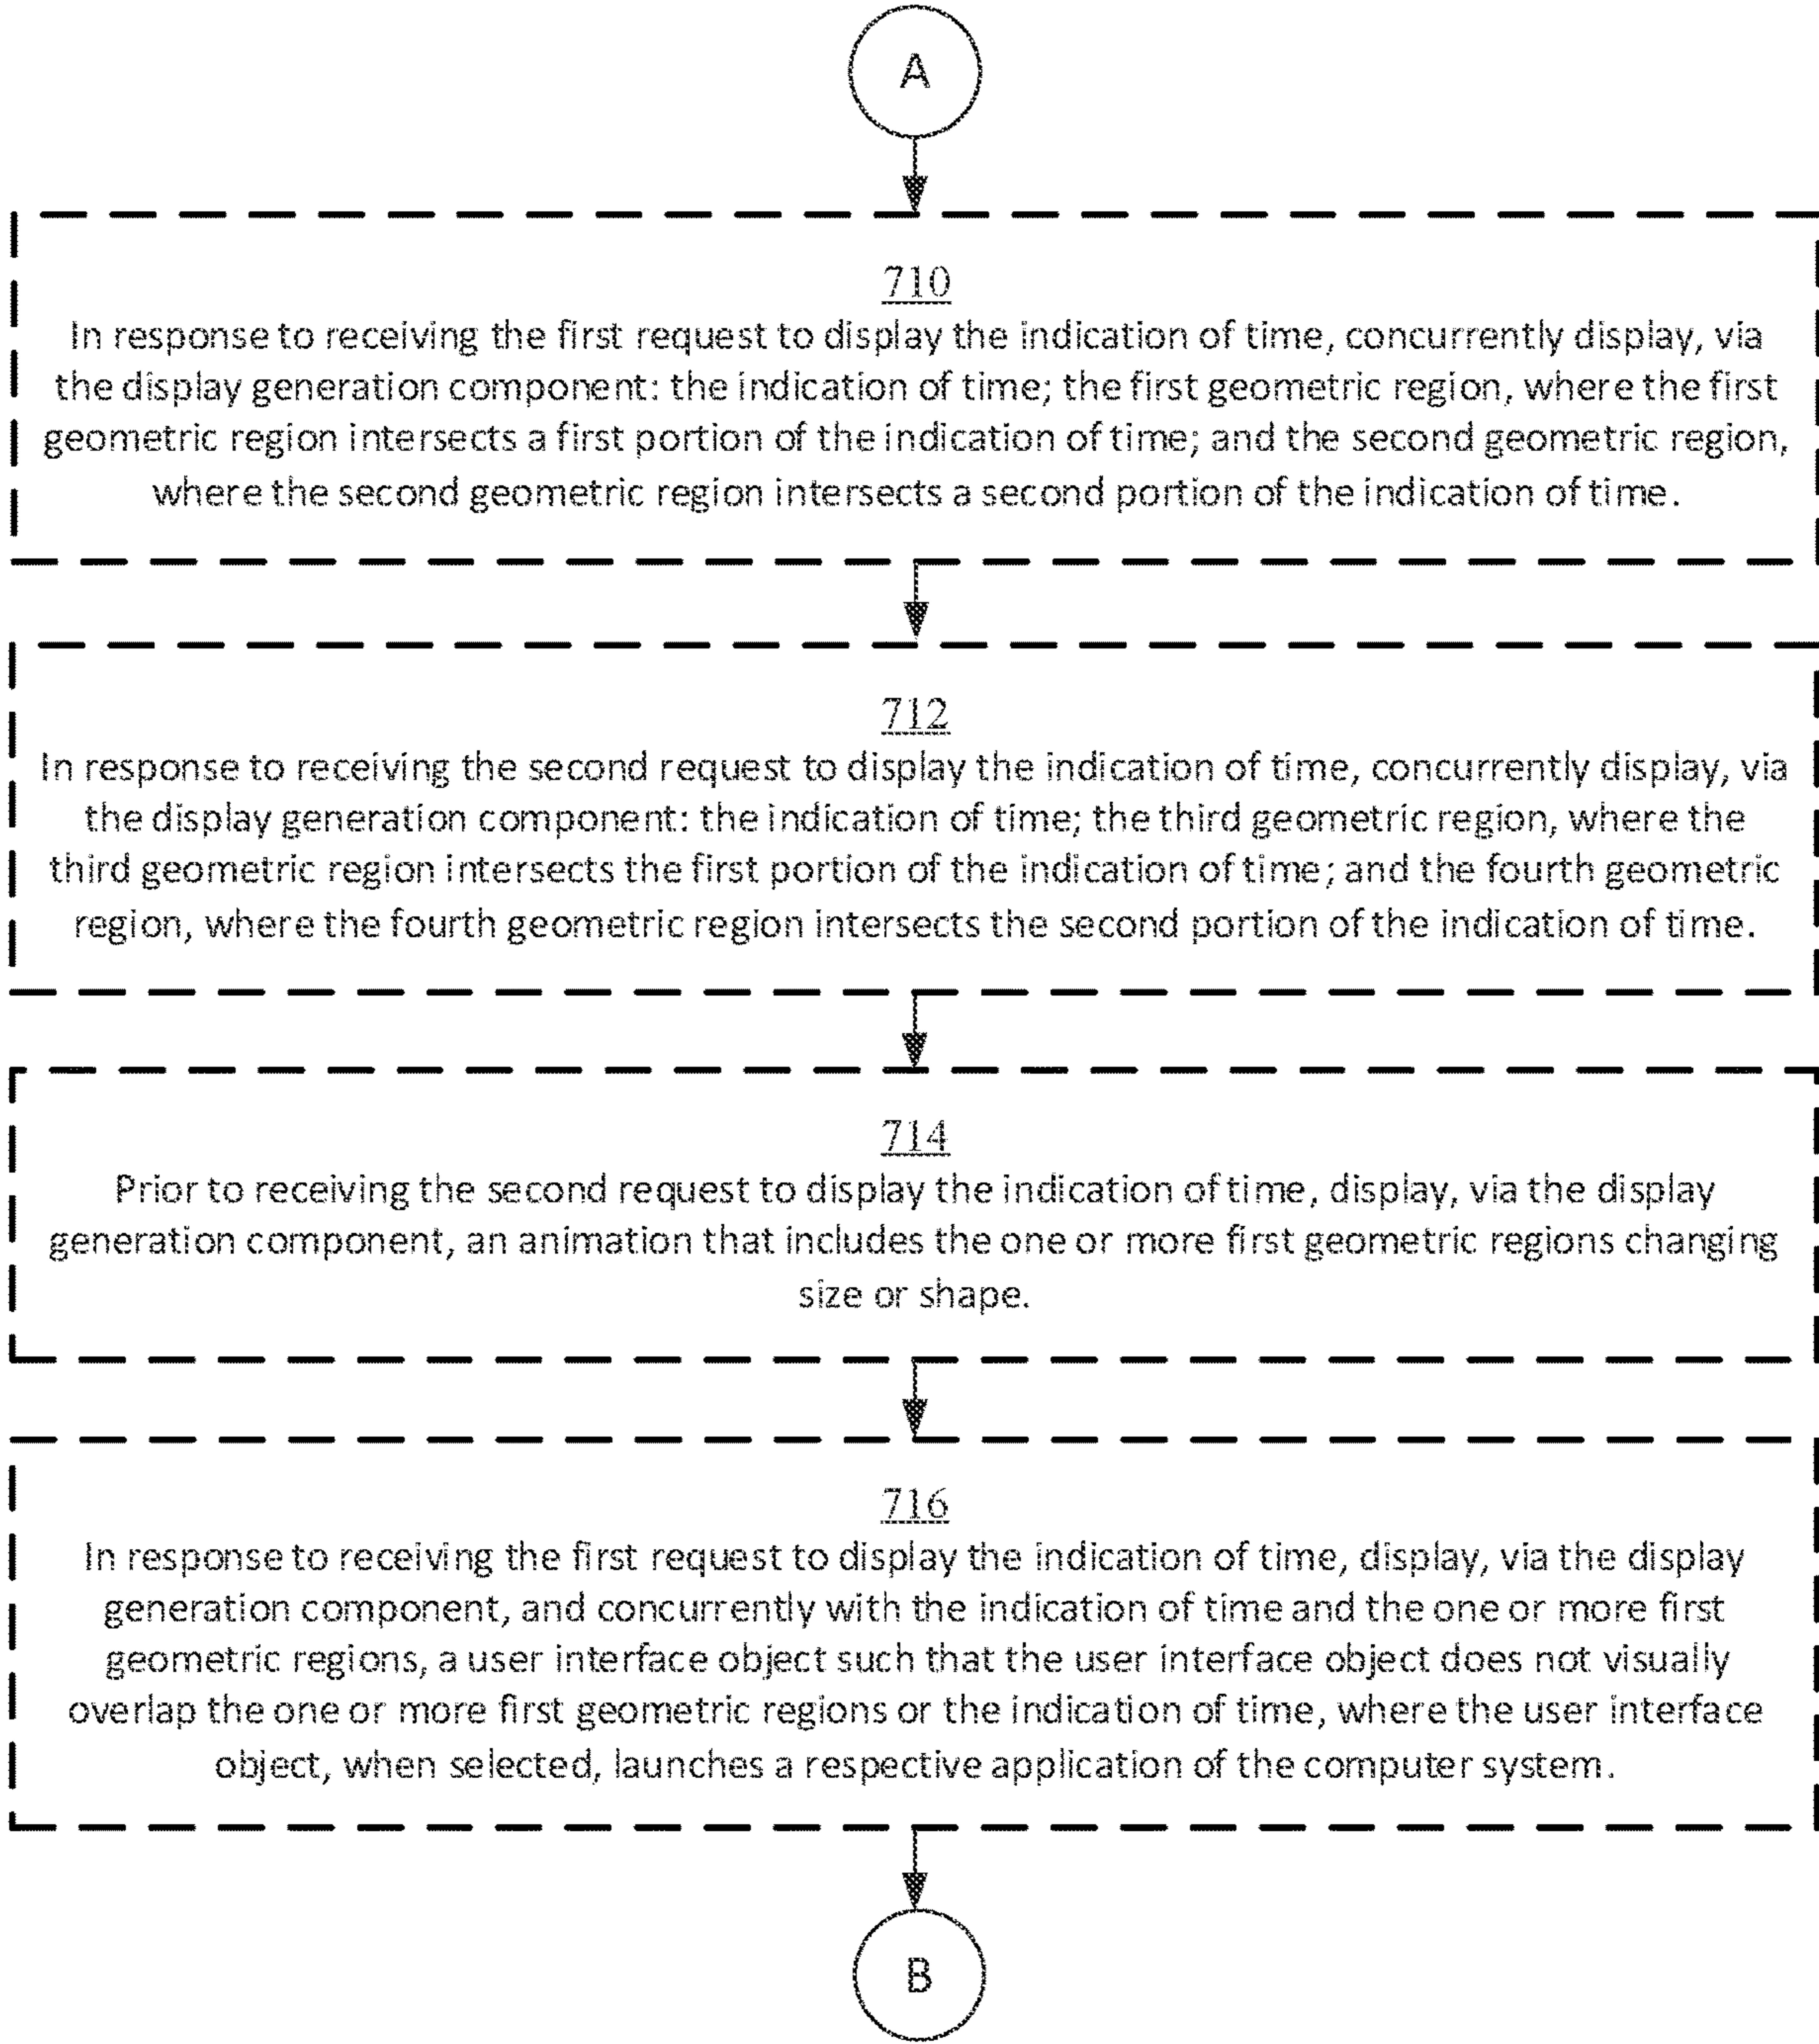 A
710
In response to receiving the first request to display the indication of time, concurrently display, via
the display generation component: the indication of time; the first geometric region, where the first
geometric region intersects a first portion of the indication of time; and the second geometric region,
where the second geometric region intersects a second portion of the indication of time.
712
In response to receiving the second request to display the indication of time, concurrently display, via
the display generation component: the indication of time; the third geometric region, where the
third geometric region intersects the first portion of the indication of time; and the fourth geometric
region, where the fourth geometric region intersects the second portion of the indication of time.
714
Prior to receiving the second request to display the indication of time, display, via the display
generation component, an animation that includes the one or more first geometric regions changing
size or shape.
716
In response to receiving the first request to display the indication of time, display, via the display
generation component, and concurrently with the indication of time and the one or more first
geometric regions, a user interface object such that the user interface object does not visually
overlap the one or more first geometric regions or the indication of time, where the user interface
object, when selected, launches a respective application of the computer system.
B